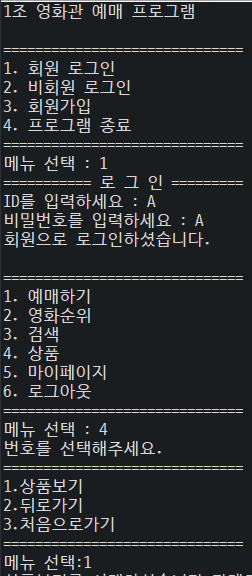 1조 영화관 예매 프로그램
==============================
1. 회원 로그인
2. 비회원 로그인
3. 회원가입
4. 프로그램 종료
==============================
메뉴 선택 : 1
=========== 로 그 인 =========
ID를 입력하세요 : A
비밀번호를 입력하세요 : A
회원으로 로그인하셨습니다.
==============================
1. 예매하기
2. 영화순위
3. 검색
4. 상품
5. 마이페이지
6. 로그아웃
==============================
메뉴 선택 : 4
번호를 선택해주세요.
==============================
1.상품보기
2.뒤로가기
3.처음으로가기
==============================
메뉴 선택:1